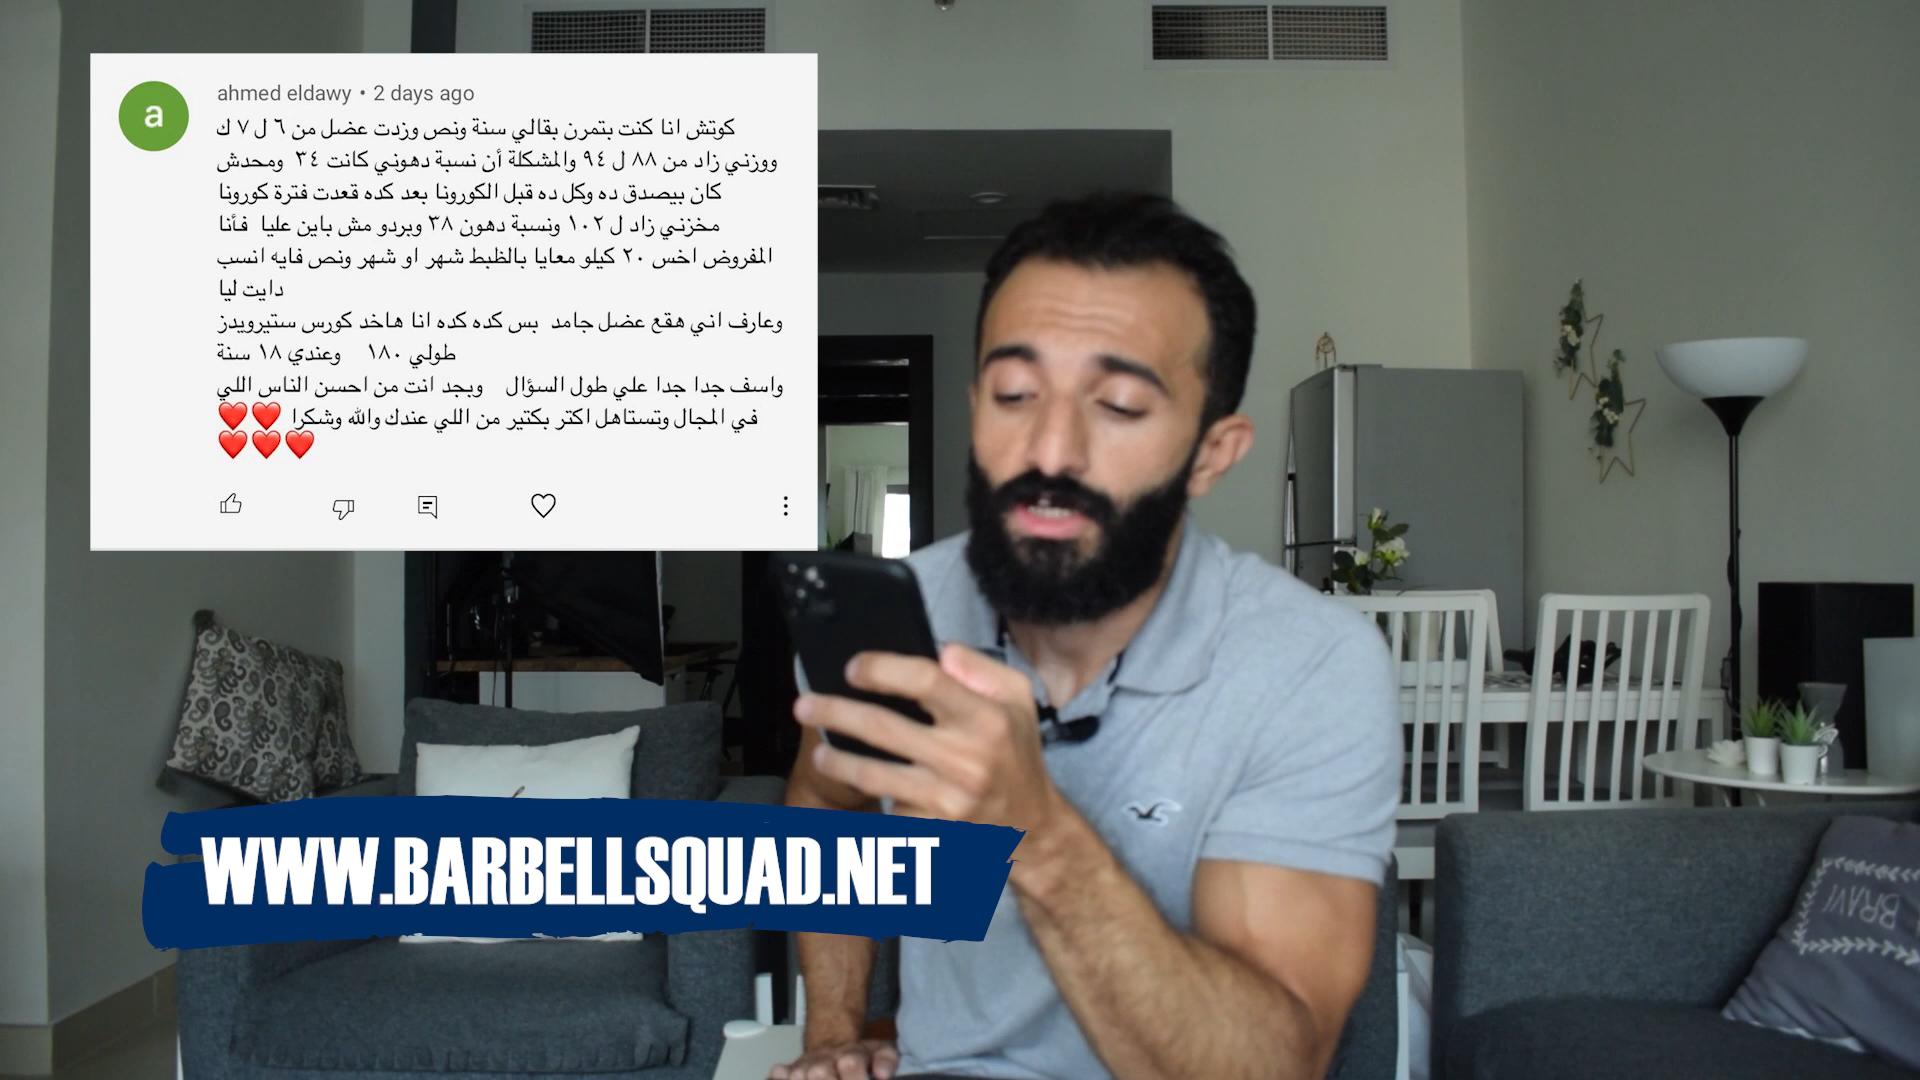 a
ahmed eldawy • 2 days ago
كوتش انا كنت بتمرن بقالي سنة ونص وزدت عضل من ٦ ل ٧ ك
ووزني زاد من ٨٨ ل ٩٤ والمشكلة أن نسبة دهوني كانت ٣٤ ومحدش
كان بيصدق ده وكل ده قبل الكورونا بعد كده قعدت فترة كورونا
مخزني زاد ل ١٠٢ ونسبة دهون ٣٨ وبردو مش باين عليا فأنا
المفروض اخس ٢٠ كيلو معايا بالظبط شهر او شهر ونص فايه انسب
دايت ليا
وعارف اني هقع عضل جامد بس كده كده انا هاخد كورس ستيرويدز
طولي ١٨٠ وعندي ١٨ سنة
واسف جدا جدا علي طول السؤال وبجد انت من احسن الناس اللي
في المجال وتستاهل اكتر بكتير من اللي عندك والله وشكرا ❤️❤️
❤️❤️❤️
WWW.BARBELLSQUAD.NET
BRAV